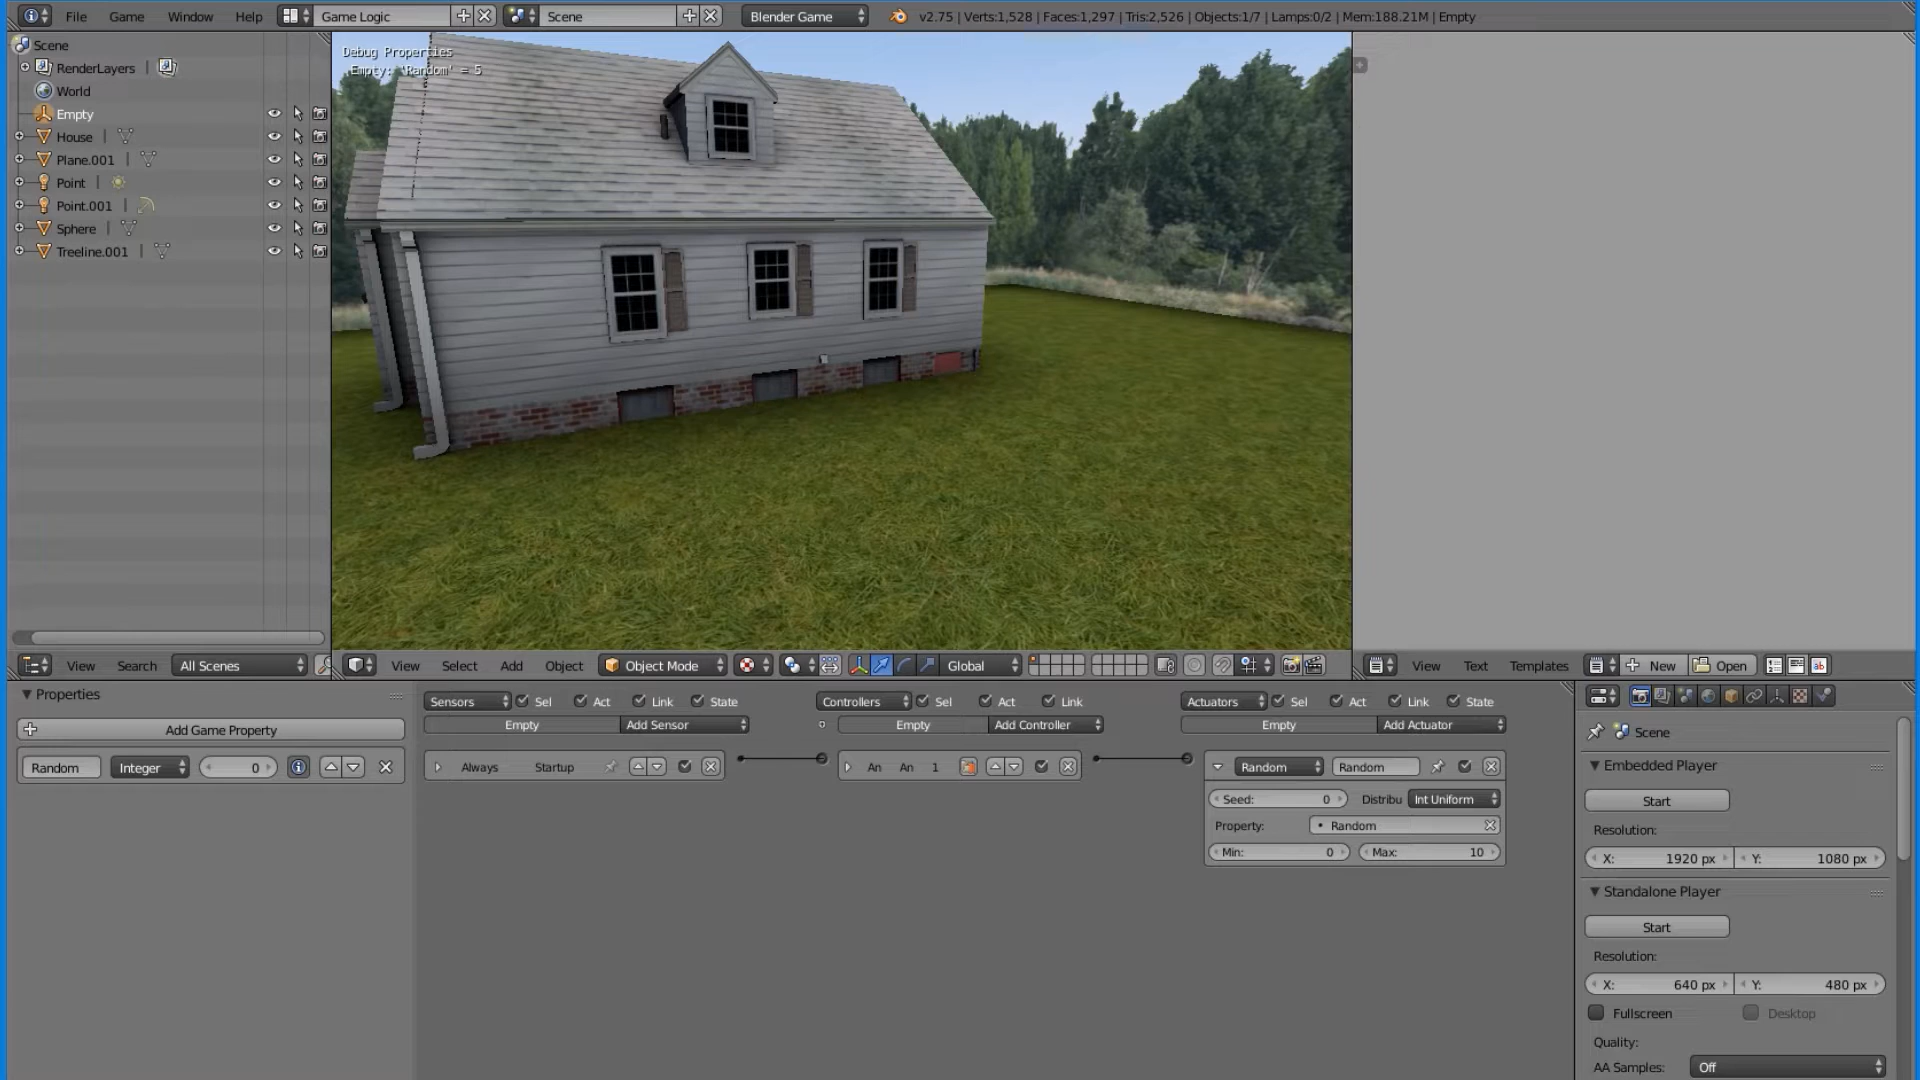 File Game Window Help Game Logic Scene Blender Game v2.75 | Verts:1,528 | Faces:1,297 | Tris:2,526 | Objects:1/7 | Lamps:0/2 | Mem:188.21M | Empty
Scene
RenderLayers
World
Empty
House
Plane.001
Point
Point.001
Sphere
Treeline.001
Debug Properties
Empty: 'Random' = 5
View Search All Scenes
View Select Add Object Object Mode Global
View Text Templates New Open
Properties
Add Game Property
Random Integer 0
Sensors Sel Act Link State
Empty Add Sensor
Always Startup
Controllers Sel Act Link
Empty Add Controller
An An 1
Actuators Sel Act Link State
Empty Add Actuator
Random Random
Seed: 0 Distribu Int Uniform
Property: Random
Min: 0 Max: 10
Scene
Embedded Player
Start
Resolution:
X: 1920 px Y: 1080 px
Standalone Player
Start
Resolution:
X: 640 px Y: 480 px
Fullscreen Desktop
Quality:
AA Samples: Off